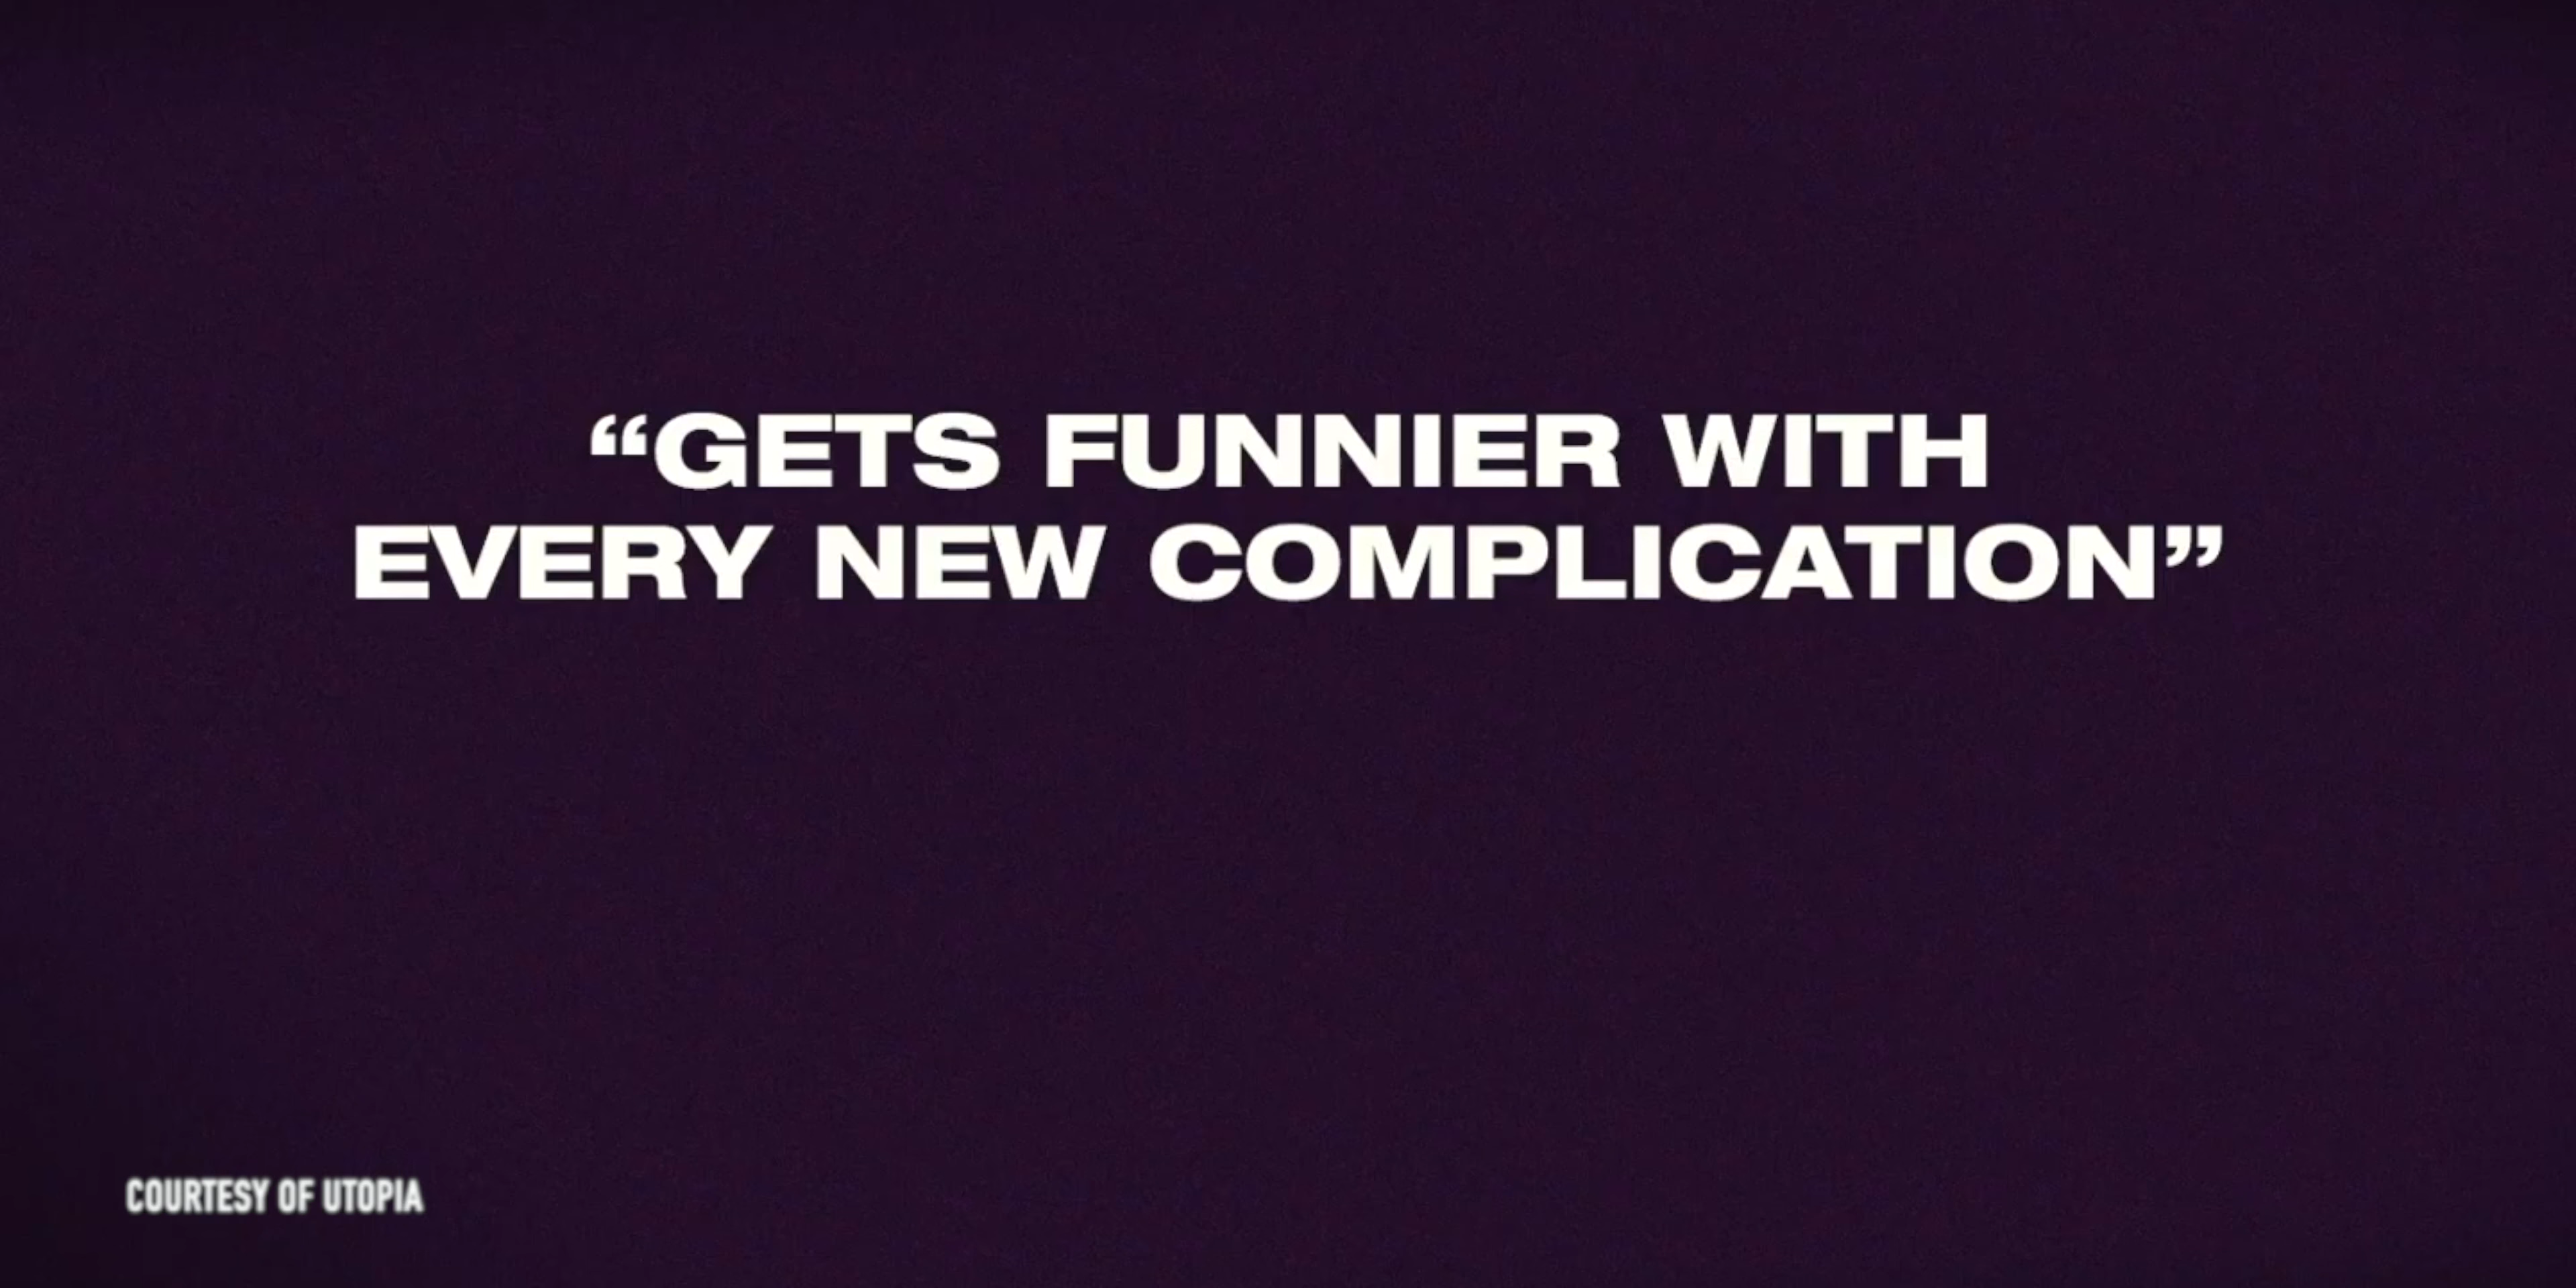 “GETS FUNNIER WITH
EVERY NEW COMPLICATION”
COURTESY OF UTOPIA